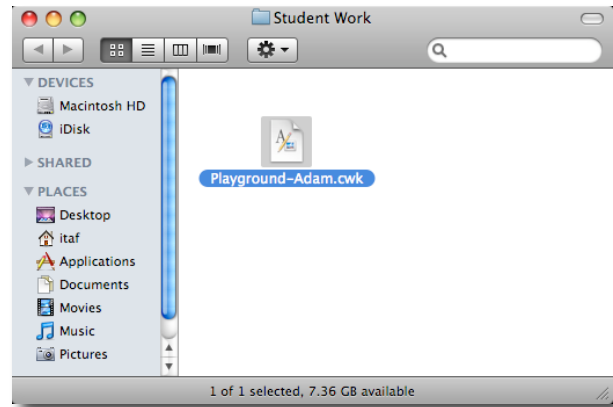 Student Work
DEVICES
Macintosh HD
iDisk
SHARED
PLACES
Desktop
itaf
Applications
Documents
Movies
Music
Pictures
Playground-Adam.cwk
1 of 1 selected, 7.36 GB available